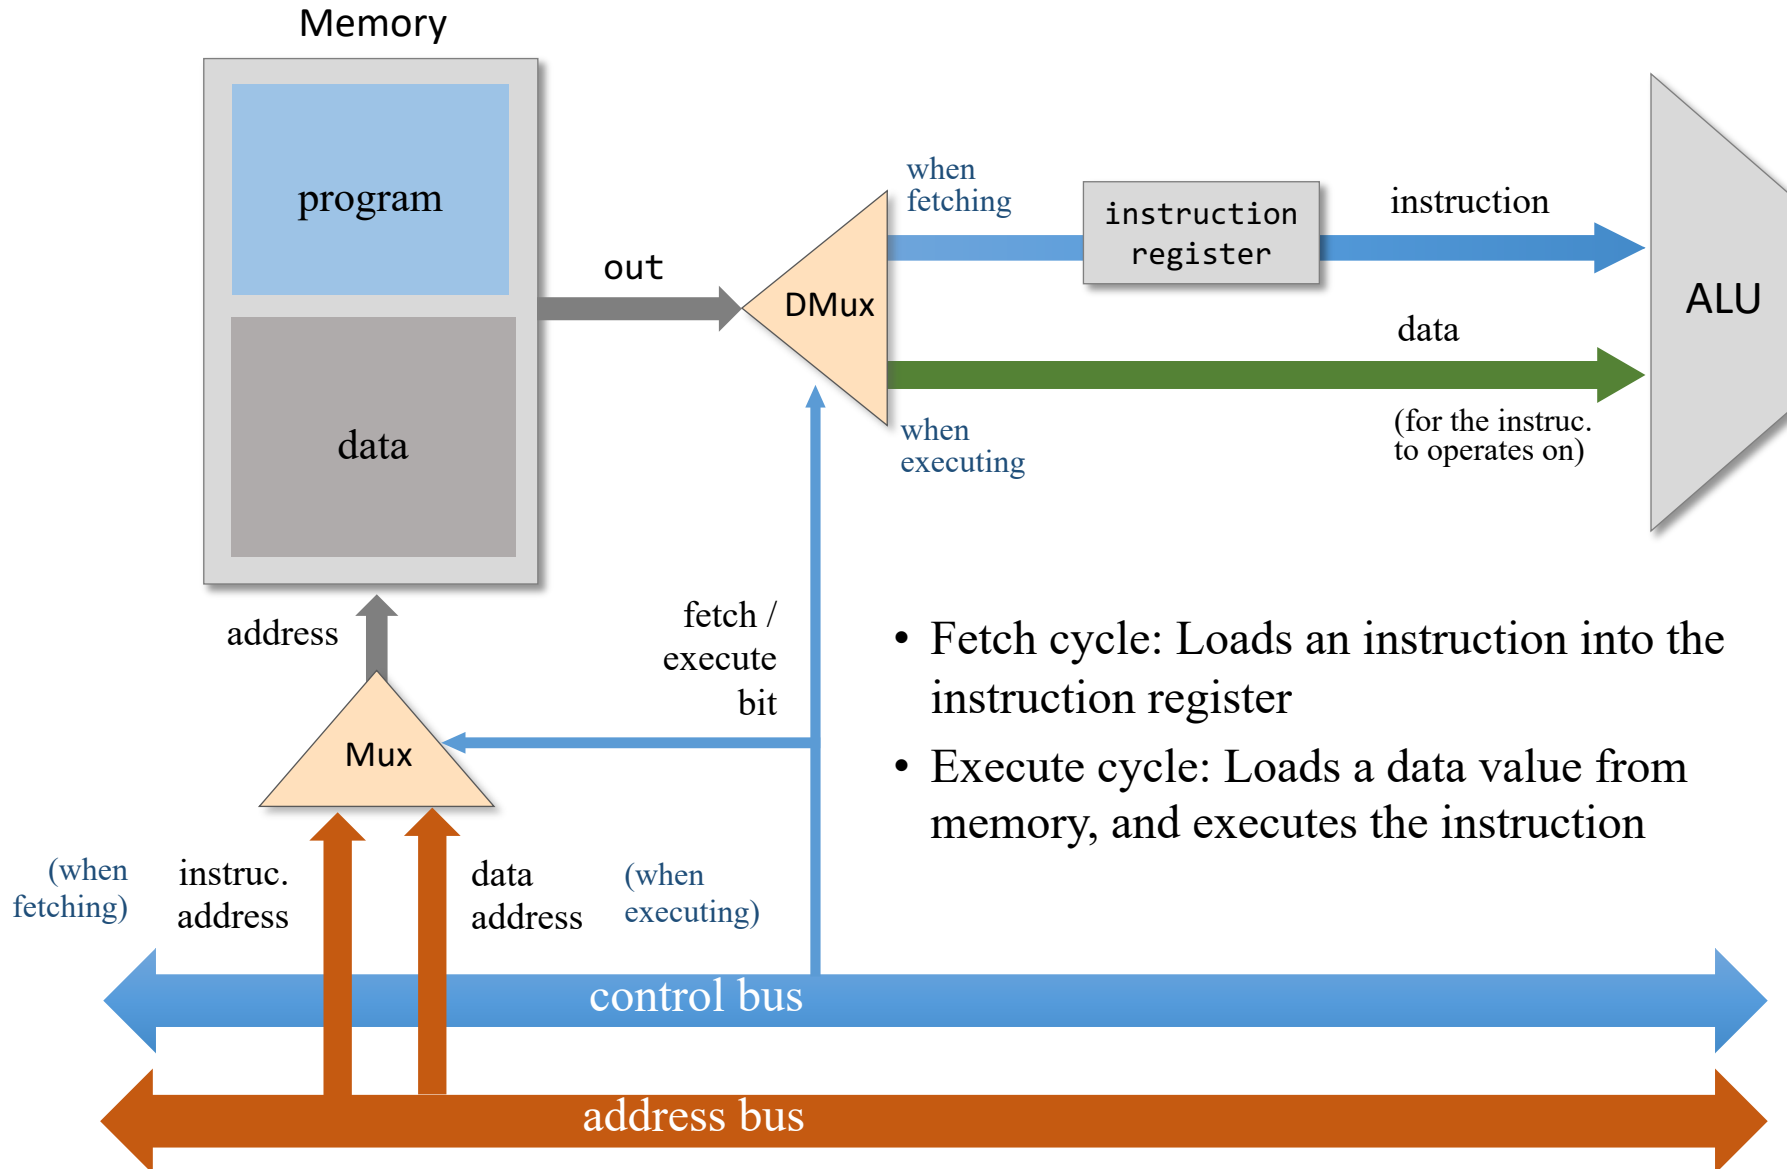 Memory
program
data
out
DMux
when
fetching
instruction
register
instruction
ALU
data
(for the instruc.
to operates on)
when
executing
address
fetch /
execute
bit
Mux
(when
fetching)
instruc.
address
data
address
(when
executing)
• Fetch cycle: Loads an instruction into the
instruction register
• Execute cycle: Loads a data value from
memory, and executes the instruction
control bus
address bus